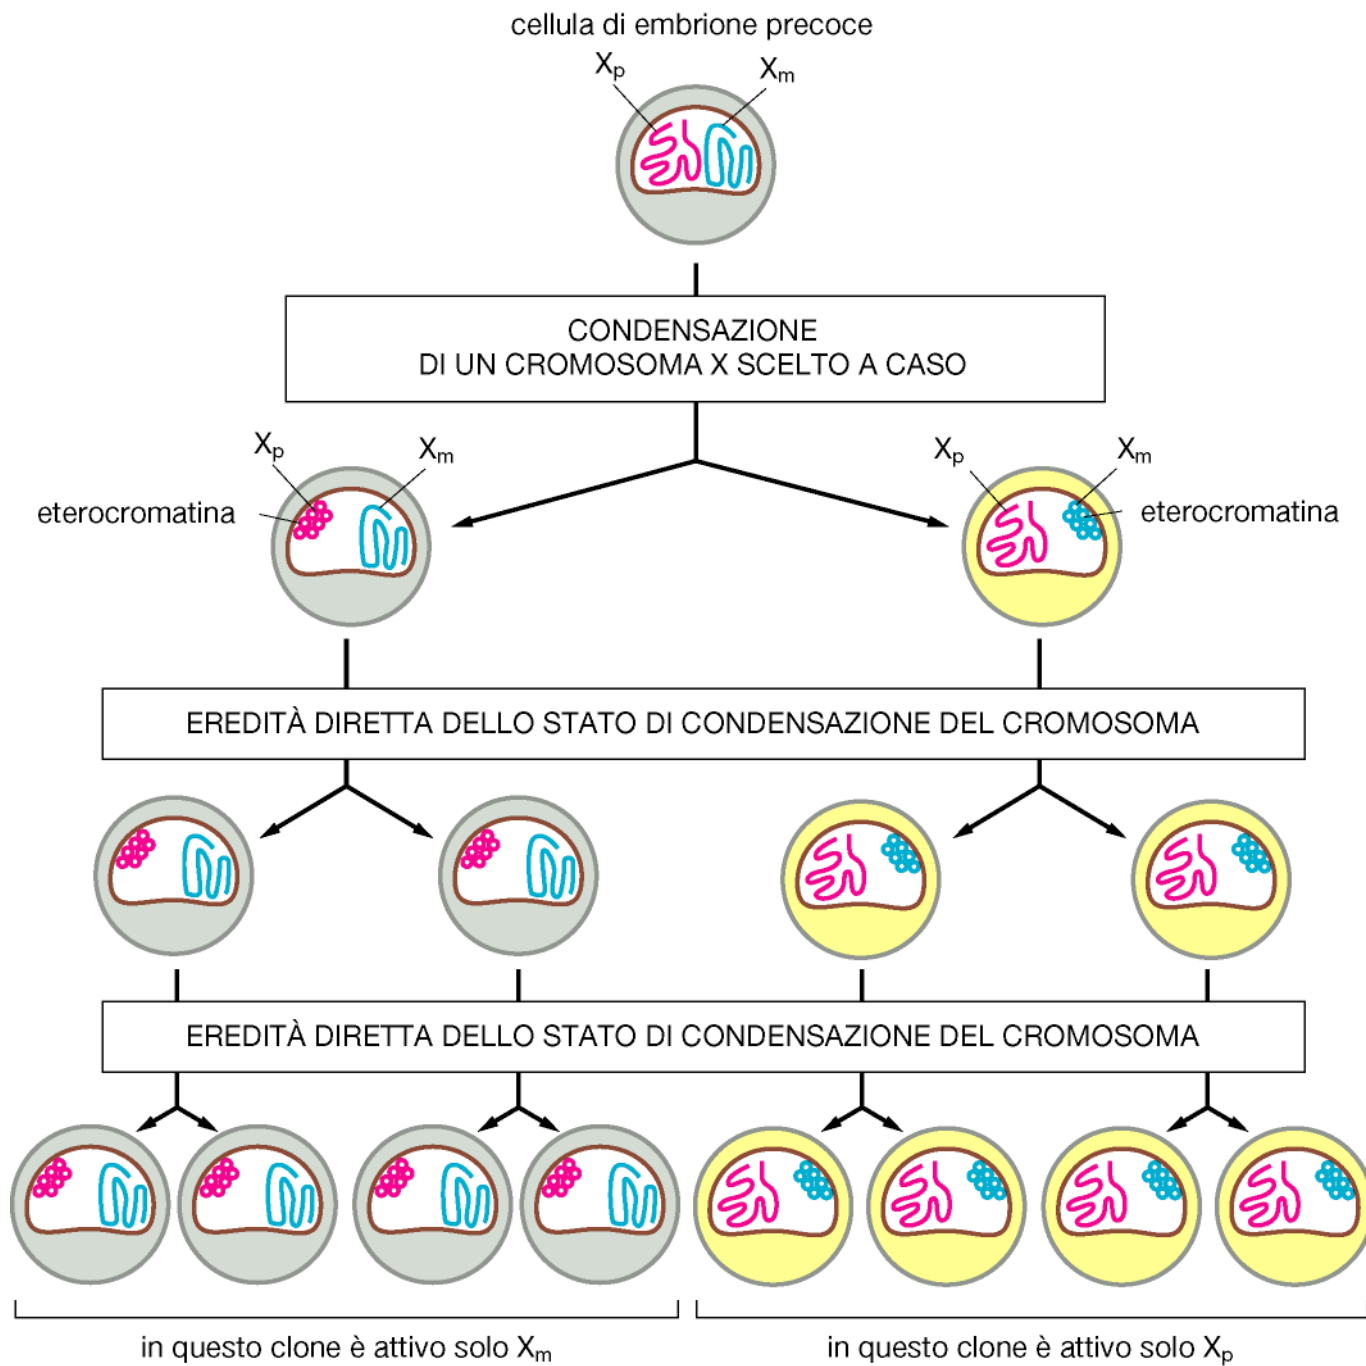 cellula di embrione precoce
Xp
Xm
CONDENSAZIONE
DI UN CROMOSOMA X SCELTO A CASO
Xp
Xm
Xp
Xm
eterocromatina
eterocromatina
EREDITÀ DIRETTA DELLO STATO DI CONDENSAZIONE DEL CROMOSOMA
EREDITÀ DIRETTA DELLO STATO DI CONDENSAZIONE DEL CROMOSOMA
in questo clone è attivo solo Xm
in questo clone è attivo solo Xp